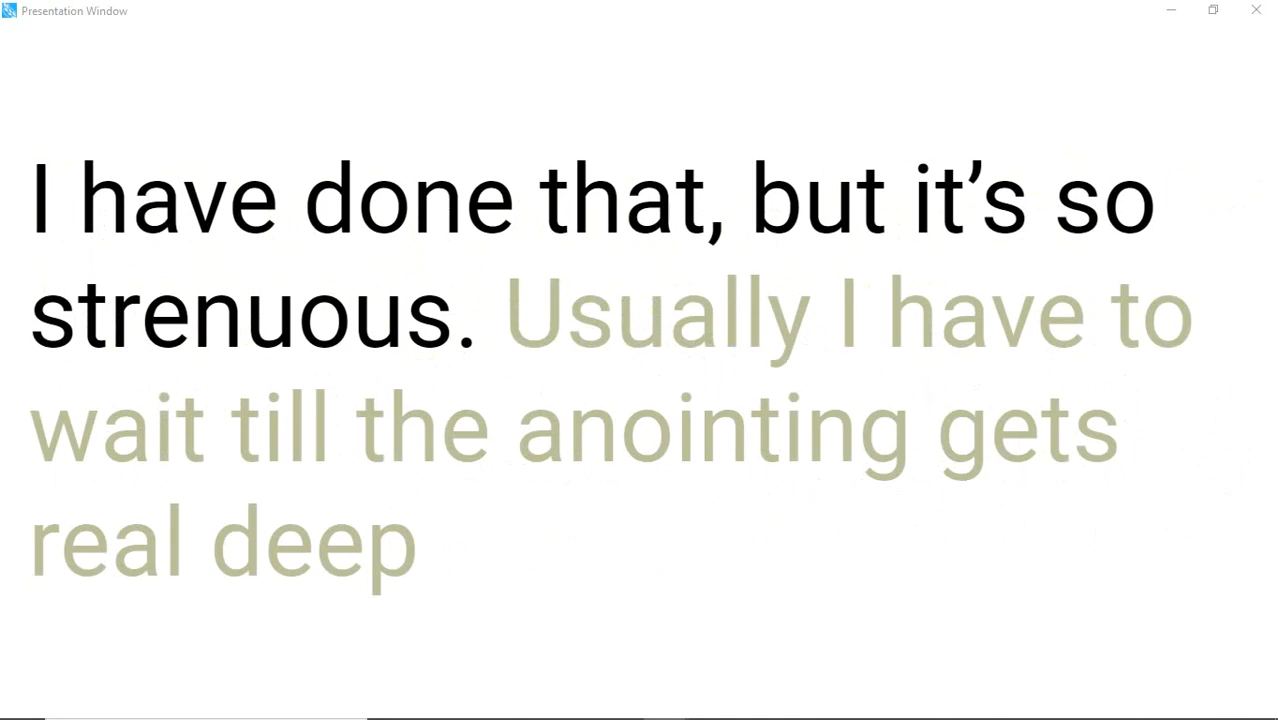 Presentation Window
I have done that, but it’s so
strenuous. Usually I have to
wait till the anointing gets
real deep